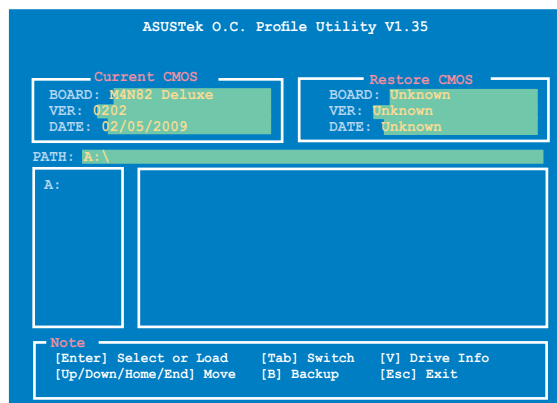 ASUSTek O.C. Profile Utility V1.35
Current CMOS
BOARD: M4N82 Deluxe
VER: 0202
DATE: 02/05/2009
Restore CMOS
BOARD: Unknown
VER: Unknown
DATE: Unknown
PATH: A:\
A:
Note
[Enter] Select or Load [Tab] Switch [V] Drive Info
[Up/Down/Home/End] Move [B] Backup [Esc] Exit